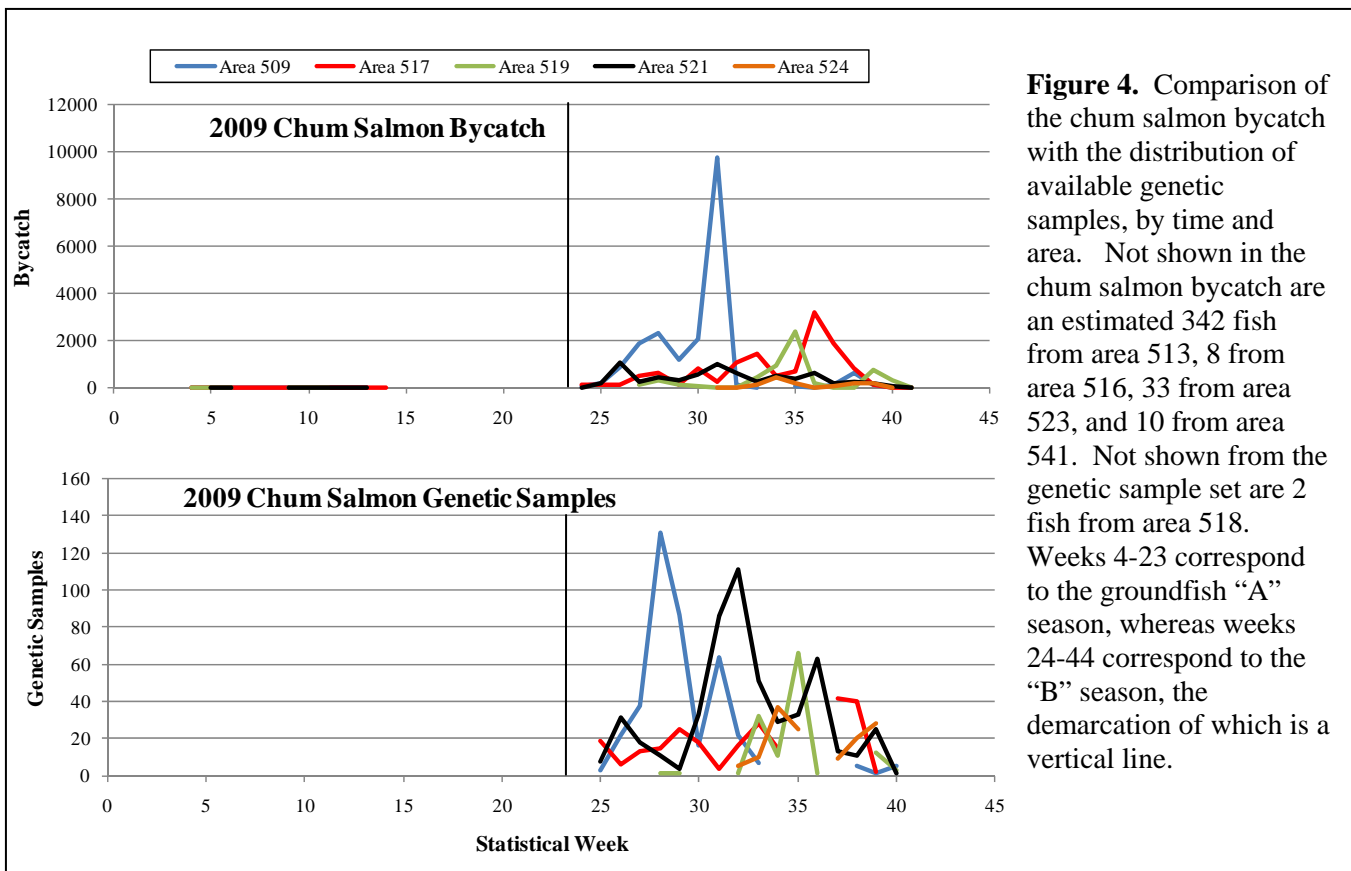 Area 509 Area 517 Area 519 Area 521 Area 524
2009 Chum Salmon Bycatch
12000
10000
8000
6000
4000
2000
0
Bycatch
0 5 10 15 20 25 30 35 40 45
2009 Chum Salmon Genetic Samples
160
140
120
100
80
60
40
20
0
Genetic Samples
0 5 10 15 20 25 30 35 40 45
Statistical Week
Figure 4. Comparison of
the chum salmon bycatch
with the distribution of
available genetic
samples, by time and
area. Not shown in the
chum salmon bycatch are
an estimated 342 fish
from area 513, 8 from
area 516, 33 from area
523, and 10 from area
541. Not shown from the
genetic sample set are 2
fish from area 518.
Weeks 4-23 correspond
to the groundfish “A”
season, whereas weeks
24-44 correspond to the
“B” season, the
demarcation of which is a
vertical line.